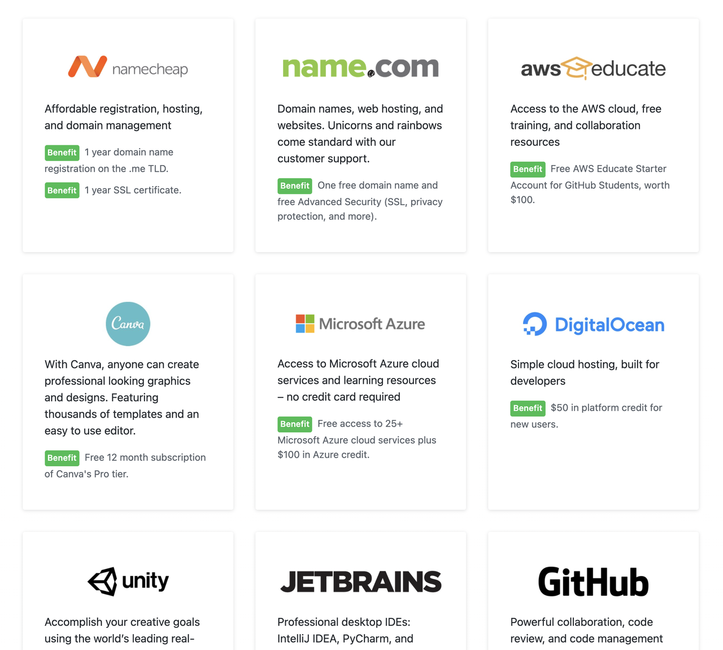 namecheap
Affordable registration, hosting,
and domain management
Benefit 1 year domain name
registration on the .me TLD.
Benefit 1 year SSL certificate.
name.com
Domain names, web hosting, and
websites. Unicorns and rainbows
come standard with our
customer support.
Benefit One free domain name and
free Advanced Security (SSL, privacy
protection, and more).
aws educate
Access to the AWS cloud, free
training, and collaboration
resources
Benefit Free AWS Educate Starter
Account for GitHub Students, worth
$100.
Canva
With Canva, anyone can create
professional looking graphics
and designs. Featuring
thousands of templates and an
easy to use editor.
Benefit Free 12 month subscription
of Canva's Pro tier.
Microsoft Azure
Access to Microsoft Azure cloud
services and learning resources
– no credit card required
Benefit Free access to 25+
Microsoft Azure cloud services plus
$100 in Azure credit.
DigitalOcean
Simple cloud hosting, built for
developers
Benefit $50 in platform credit for
new users.
unity
Accomplish your creative goals
using the world's leading real-
JETBRAINS
Professional desktop IDEs:
IntelliJ IDEA, PyCharm, and
GitHub
Powerful collaboration, code
review, and code management